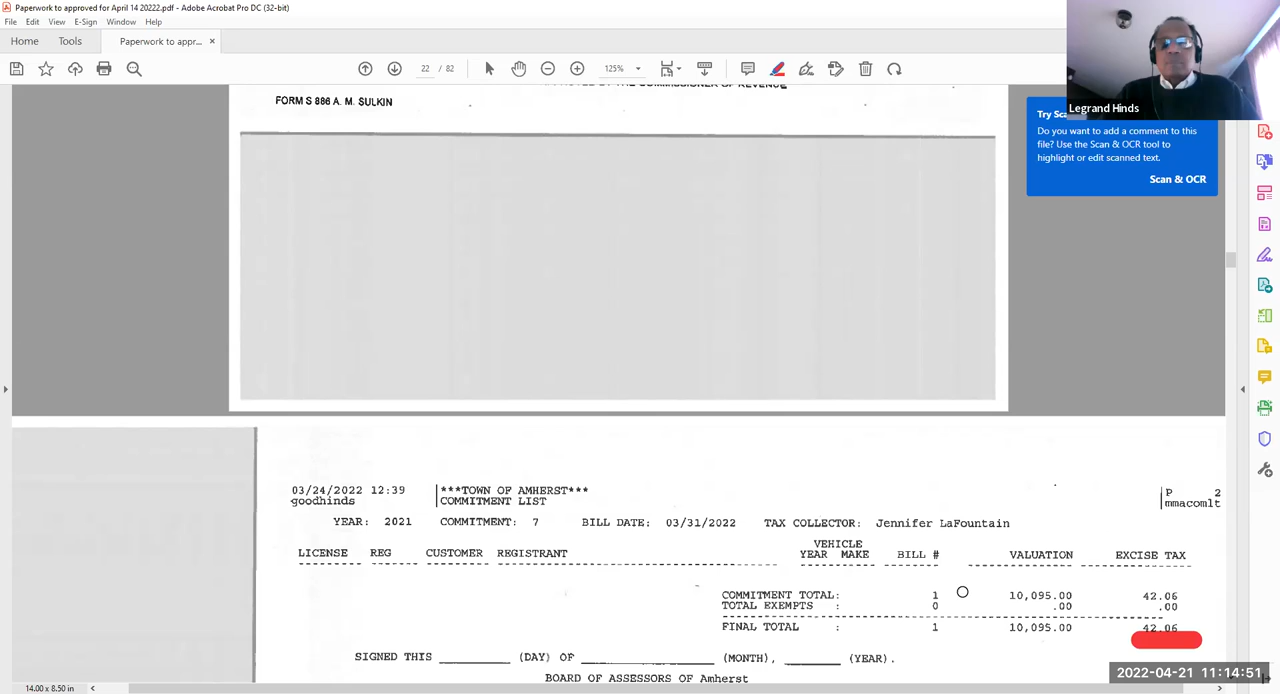 Paperwork to approved for April 14 20222.pdf - Adobe Acrobat Pro DC (32-bit)
File Edit View E-Sign Window Help
Home Tools Paperwork to appr... ×
22 / 82 125%
Legrand Hinds
FORM S 886 A. M. SULKIN
Try Sc
Do you want to add a comment to this
file? Use the Scan & OCR tool to
highlight or edit scanned text.
Scan & OCR
03/24/2022 12:39 ***TOWN OF AMHERST*** P 2
goodhinds COMMITMENT LIST mmacomlt
YEAR: 2021 COMMITMENT: 7 BILL DATE: 03/31/2022 TAX COLLECTOR: Jennifer LaFountain
VEHICLE
LICENSE REG CUSTOMER REGISTRANT YEAR MAKE BILL # VALUATION EXCISE TAX
COMMITMENT TOTAL: 1 10,095.00 42.06
TOTAL EXEMPTS : 0 .00 .00
FINAL TOTAL : 1 10,095.00 42.06
SIGNED THIS (DAY) OF (MONTH), (YEAR).
BOARD OF ASSESSORS OF Amherst
2022-04-21 11:14:51
14.00 x 8.50 in